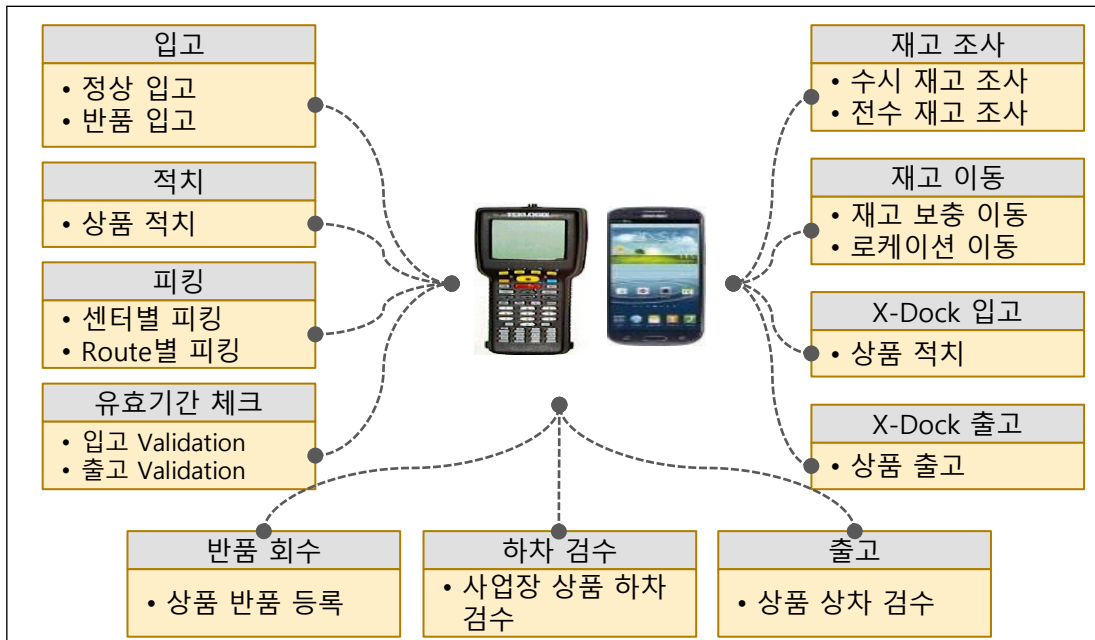 입고
• 정상 입고
• 반품 입고
적치
• 상품 적치
피킹
• 센터별 피킹
• Route별 피킹
유효기간 체크
• 입고 Validation
• 출고 Validation
재고 조사
• 수시 재고 조사
• 전수 재고 조사
재고 이동
• 재고 보충 이동
• 로케이션 이동
X-Dock 입고
• 상품 적치
X-Dock 출고
• 상품 출고
반품 회수
• 상품 반품 등록
하차 검수
• 사업장 상품 하차
검수
출고
• 상품 상차 검수